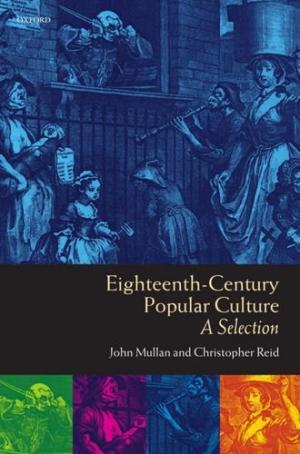 OXFORD
Eighteenth-Century
Popular Culture
A Selection
John Mullan and Christopher Reid